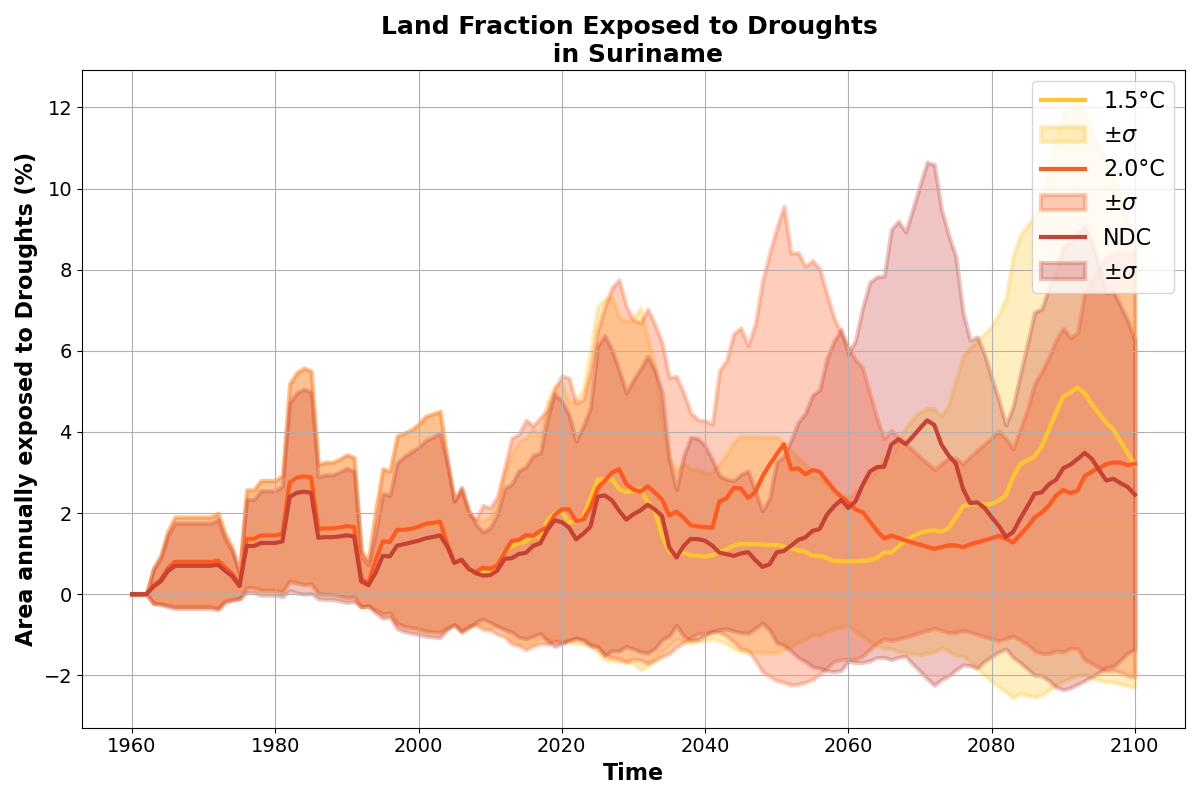 Land Fraction Exposed to Droughts
in Suriname
Area annually exposed to Droughts (%)
12
10
8
6
4
2
0
−2
1.5°C
±σ
2.0°C
±σ
NDC
±σ
1960
1980
2000
2020
2040
2060
2080
2100
Time